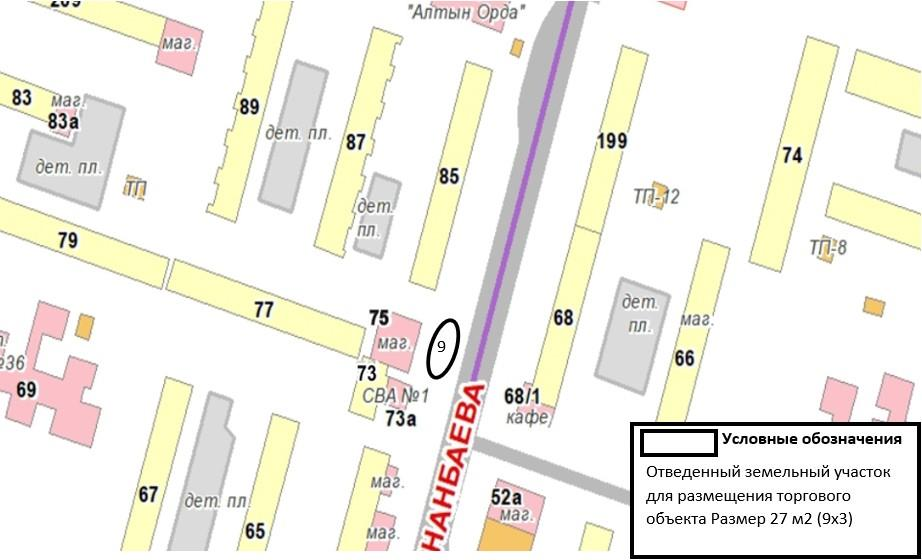 "Алтын Орда"
маг.
89
83
маг.
83а
дет. пл.
87
199
дет. пл.
74
85
ТП
ТП-12
дет.
пл.
79
ТП-8
77
дет.
пл.
75
68
маг.
маг.
9
66
№36
73
69
СВА №1
68/1
73а
кафе
НАНБАЕВА
маг.
67
дет. пл.
52а
маг.
65
маг.
Условные обозначения
Отведенный земельный участок
для размещения торгового
объекта Размер 27 м2 (9х3)